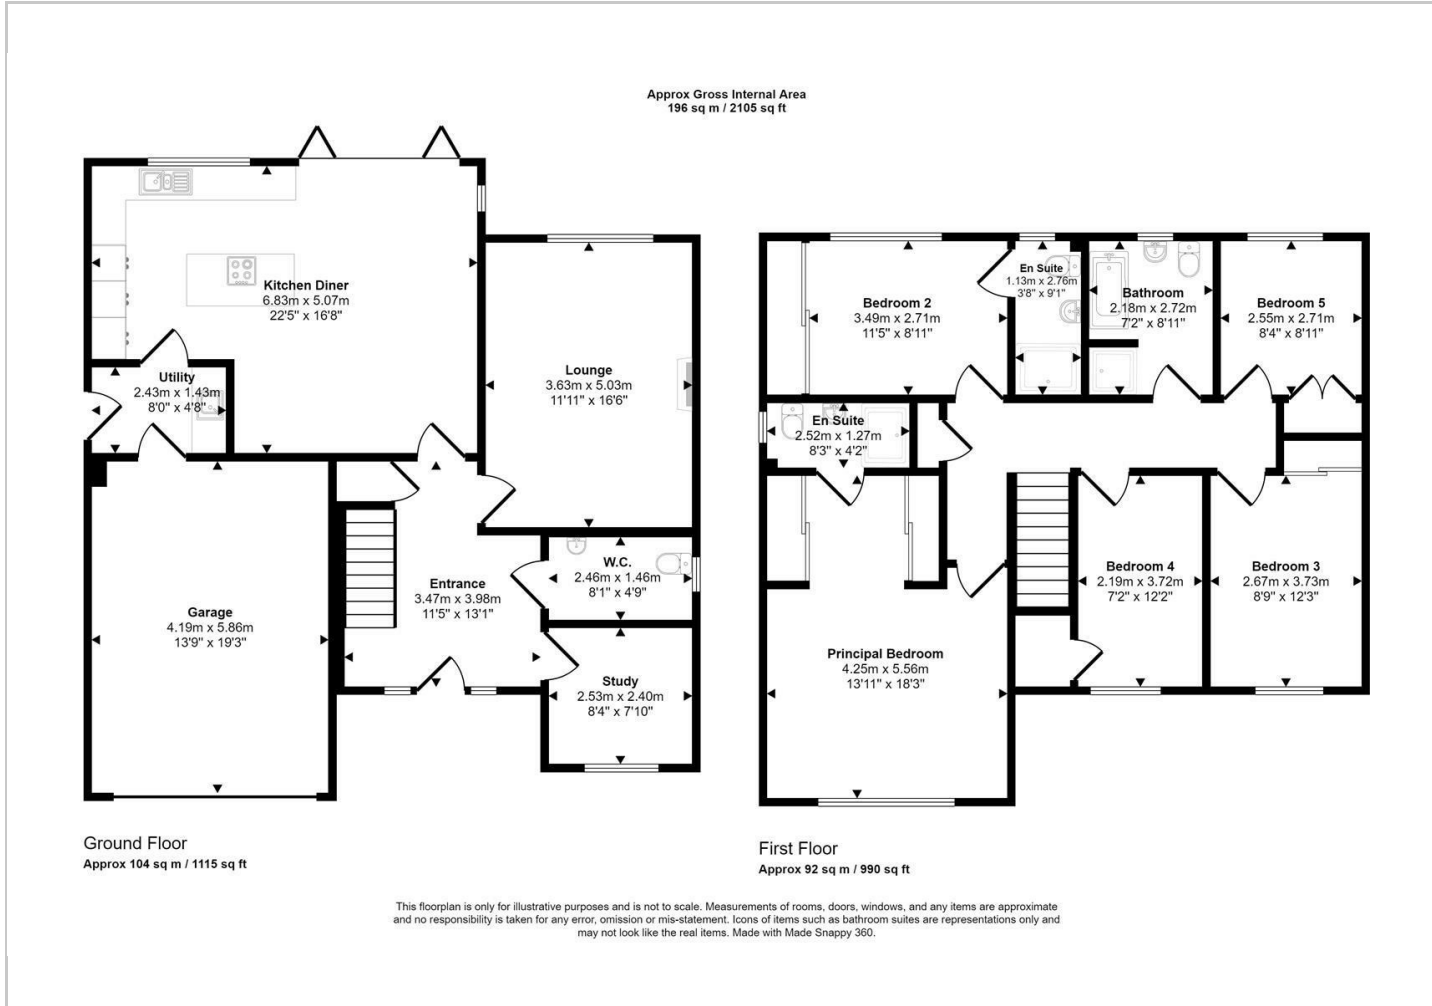 Approx Gross Internal Area
196 sq m / 2105 sq ft
Kitchen Diner
6.83m x 5.07m
22'5" x 16'8"
Utility
2.43m x 1.43m
8'0" x 4'8"
Lounge
3.63m x 5.03m
11'11" x 16'6"
Garage
4.19m x 5.86m
13'9" x 19'3"
Entrance
3.47m x 3.98m
11'5" x 13'1"
W.C.
2.46m x 1.46m
8'1" x 4'9"
Study
2.53m x 2.40m
8'4" x 7'10"
Ground Floor
Approx 104 sq m / 1115 sq ft
Bedroom 2
3.49m x 2.71m
11'5" x 8'11"
En Suite
1.13m x 2.76m
3'8" x 9'1"
Bathroom
2.18m x 2.72m
7'2" x 8'11"
Bedroom 5
2.55m x 2.71m
8'4" x 8'11"
En Suite
2.52m x 1.27m
8'3" x 4'2"
Principal Bedroom
4.25m x 5.56m
13'11" x 18'3"
Bedroom 4
2.19m x 3.72m
7'2" x 12'2"
Bedroom 3
2.67m x 3.73m
8'9" x 12'3"
First Floor
Approx 92 sq m / 990 sq ft
This floorplan is only for illustrative purposes and is not to scale. Measurements of rooms, doors, windows, and any items are approximate
and no responsibility is taken for any error, omission or mis-statement. Icons of items such as bathroom suites are representations only and
may not look like the real items. Made with Made Snappy 360.